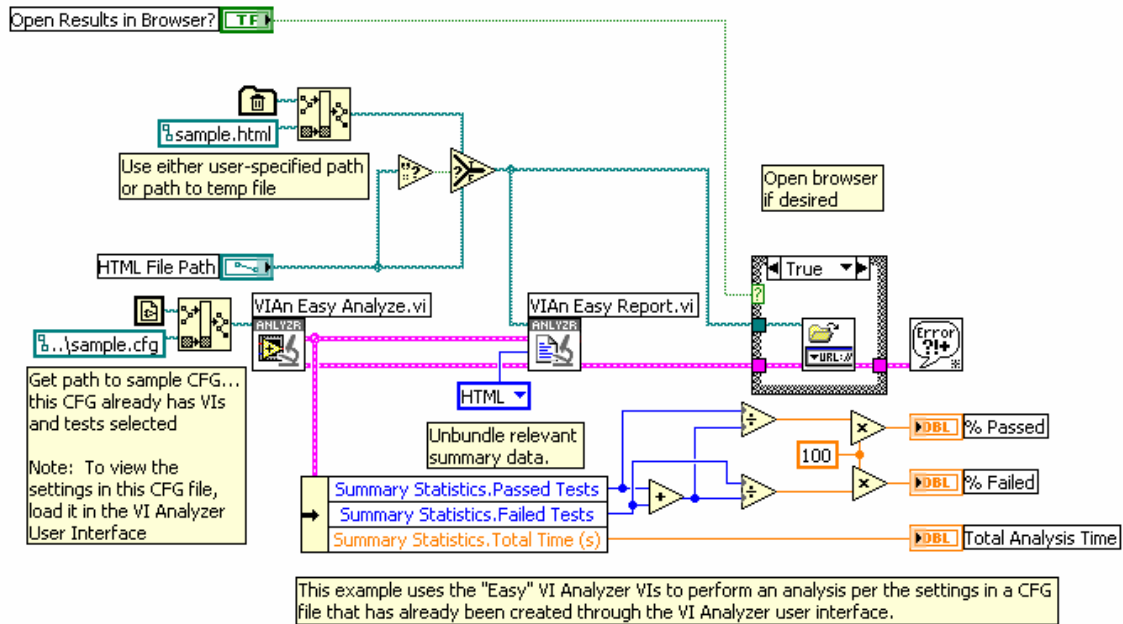 Open Results in Browser?
TF
sample.html
Use either user-specified path
or path to temp file
Open browser
if desired
HTML File Path
True
?
VIAn Easy Analyze.vi
ANLYZR
VIAn Easy Report.vi
ANLYZR
..\sample.cfg
URL://
Error
?!+
Get path to sample CFG...
this CFG already has VIs
and tests selected
Note: To view the
settings in this CFG file,
load it in the VI Analyzer
User Interface
HTML
Unbundle relevant
summary data.
÷
x
DBL
% Passed
100
Summary Statistics.Passed Tests
Summary Statistics.Failed Tests
Summary Statistics.Total Time (s)
+
÷
x
DBL
% Failed
DBL
Total Analysis Time
This example uses the "Easy" VI Analyzer VIs to perform an analysis per the settings in a CFG
file that has already been created through the VI Analyzer user interface.